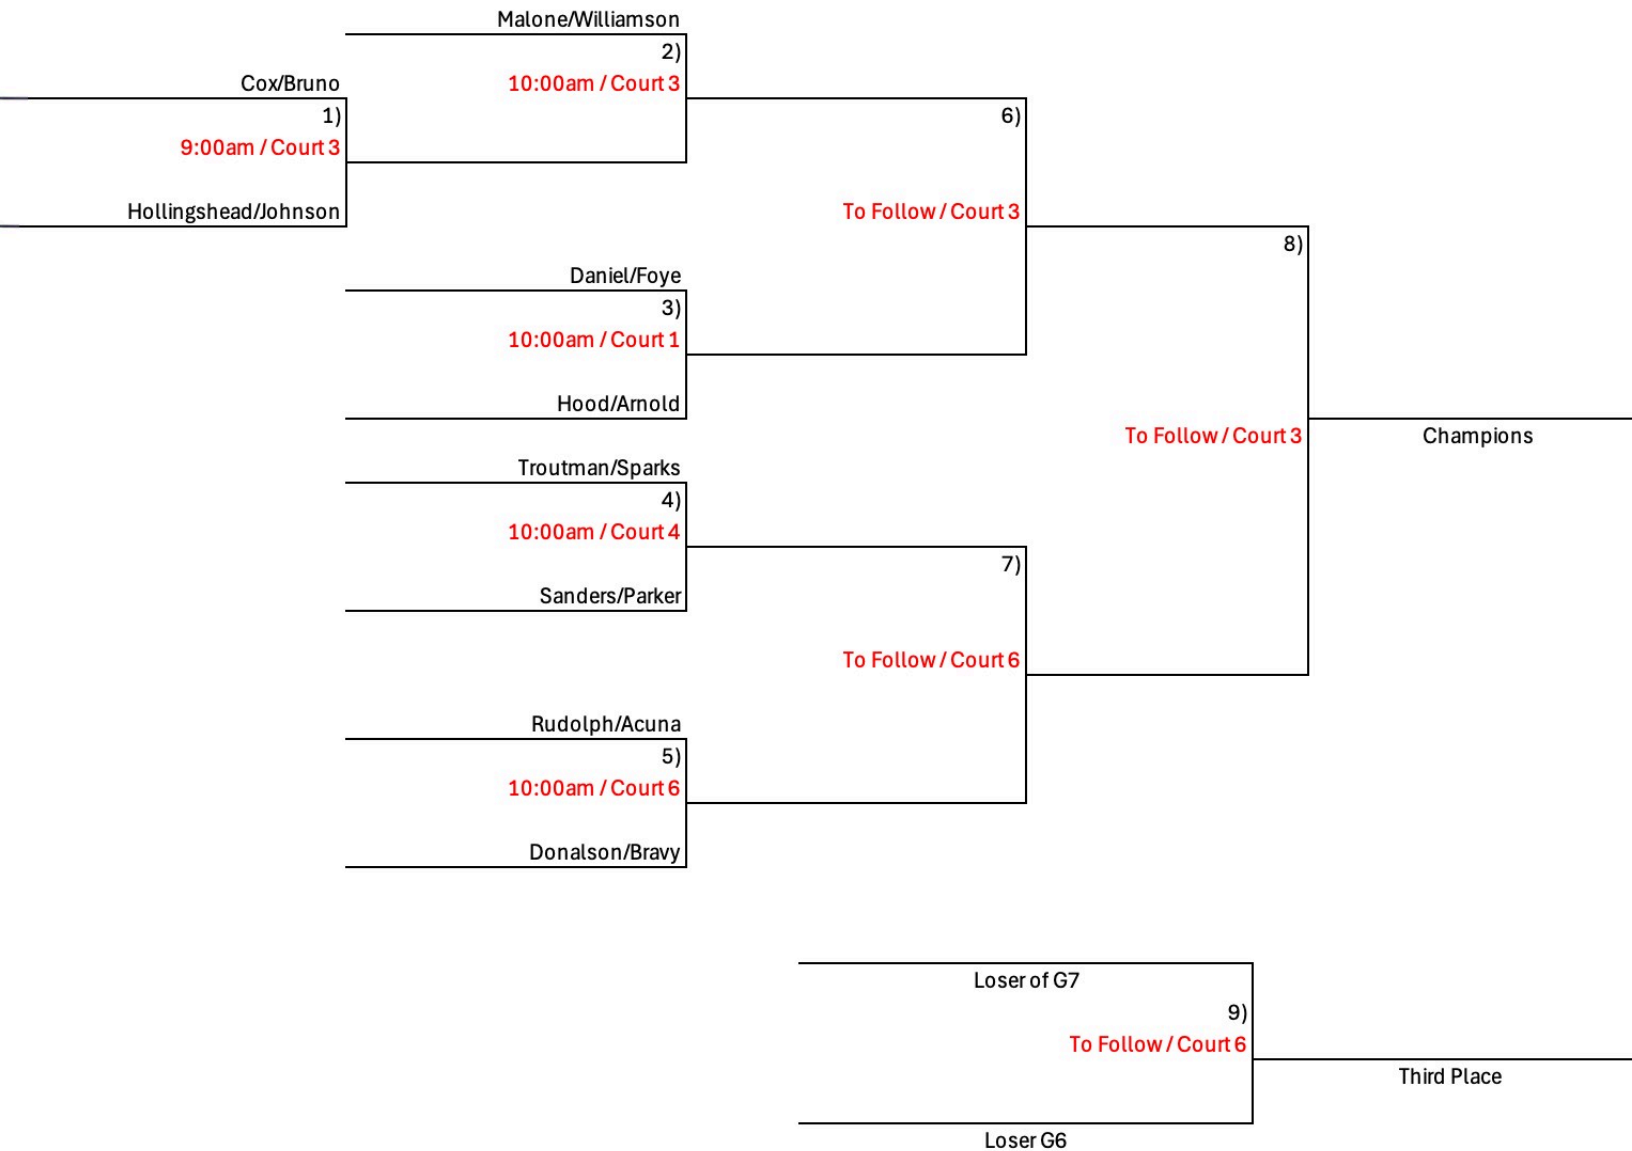 Malone/Williamson
2)
Cox/Bruno
10:00am / Court 3
1)
6)
9:00am / Court 3
Hollingshead/Johnson
To Follow / Court 3
8)
Daniel/Foye
3)
10:00am / Court 1
Hood/Arnold
To Follow / Court 3
Champions
Troutman/Sparks
4)
10:00am / Court 4
7)
Sanders/Parker
To Follow / Court 6
Rudolph/Acuna
5)
10:00am / Court 6
Donalson/Bravy
Loser of G7
9)
To Follow / Court 6
Third Place
Loser G6